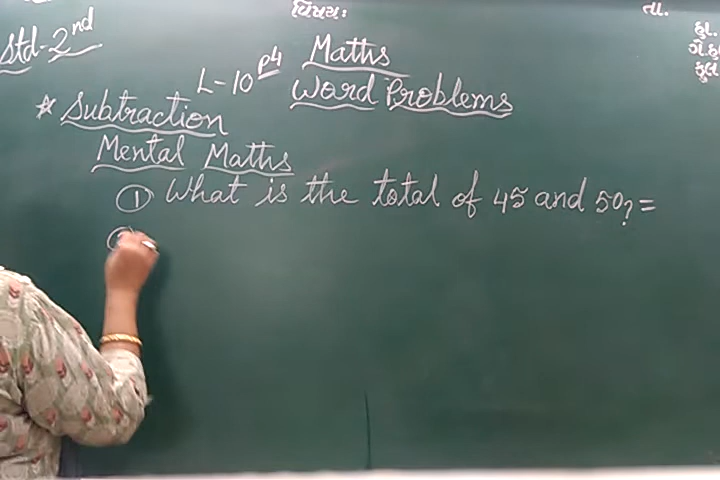 વિષય: તા.
Std-2nd હા.
L-10 P4 Maths ગે.હા
Word Problems કુલ
* Subtraction
Mental Maths
① What is the total of 45 and 50? =
②